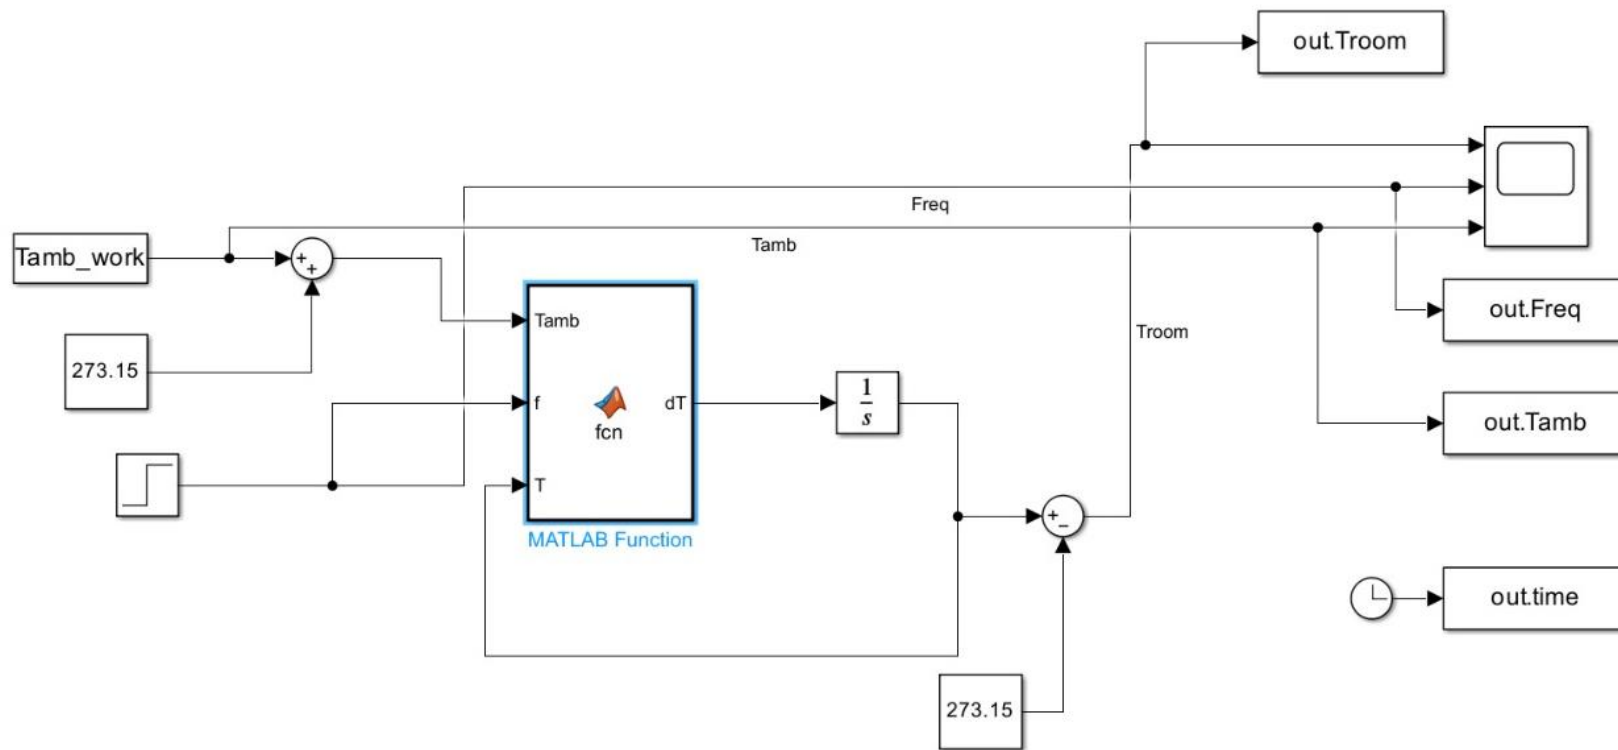 out.Troom
Freq
Tamb_work
+
+
Tamb
Tamb
out.Freq
Troom
273.15
f
fcn
dT
1
s
out.Tamb
T
+
−
MATLAB Function
out.time
273.15